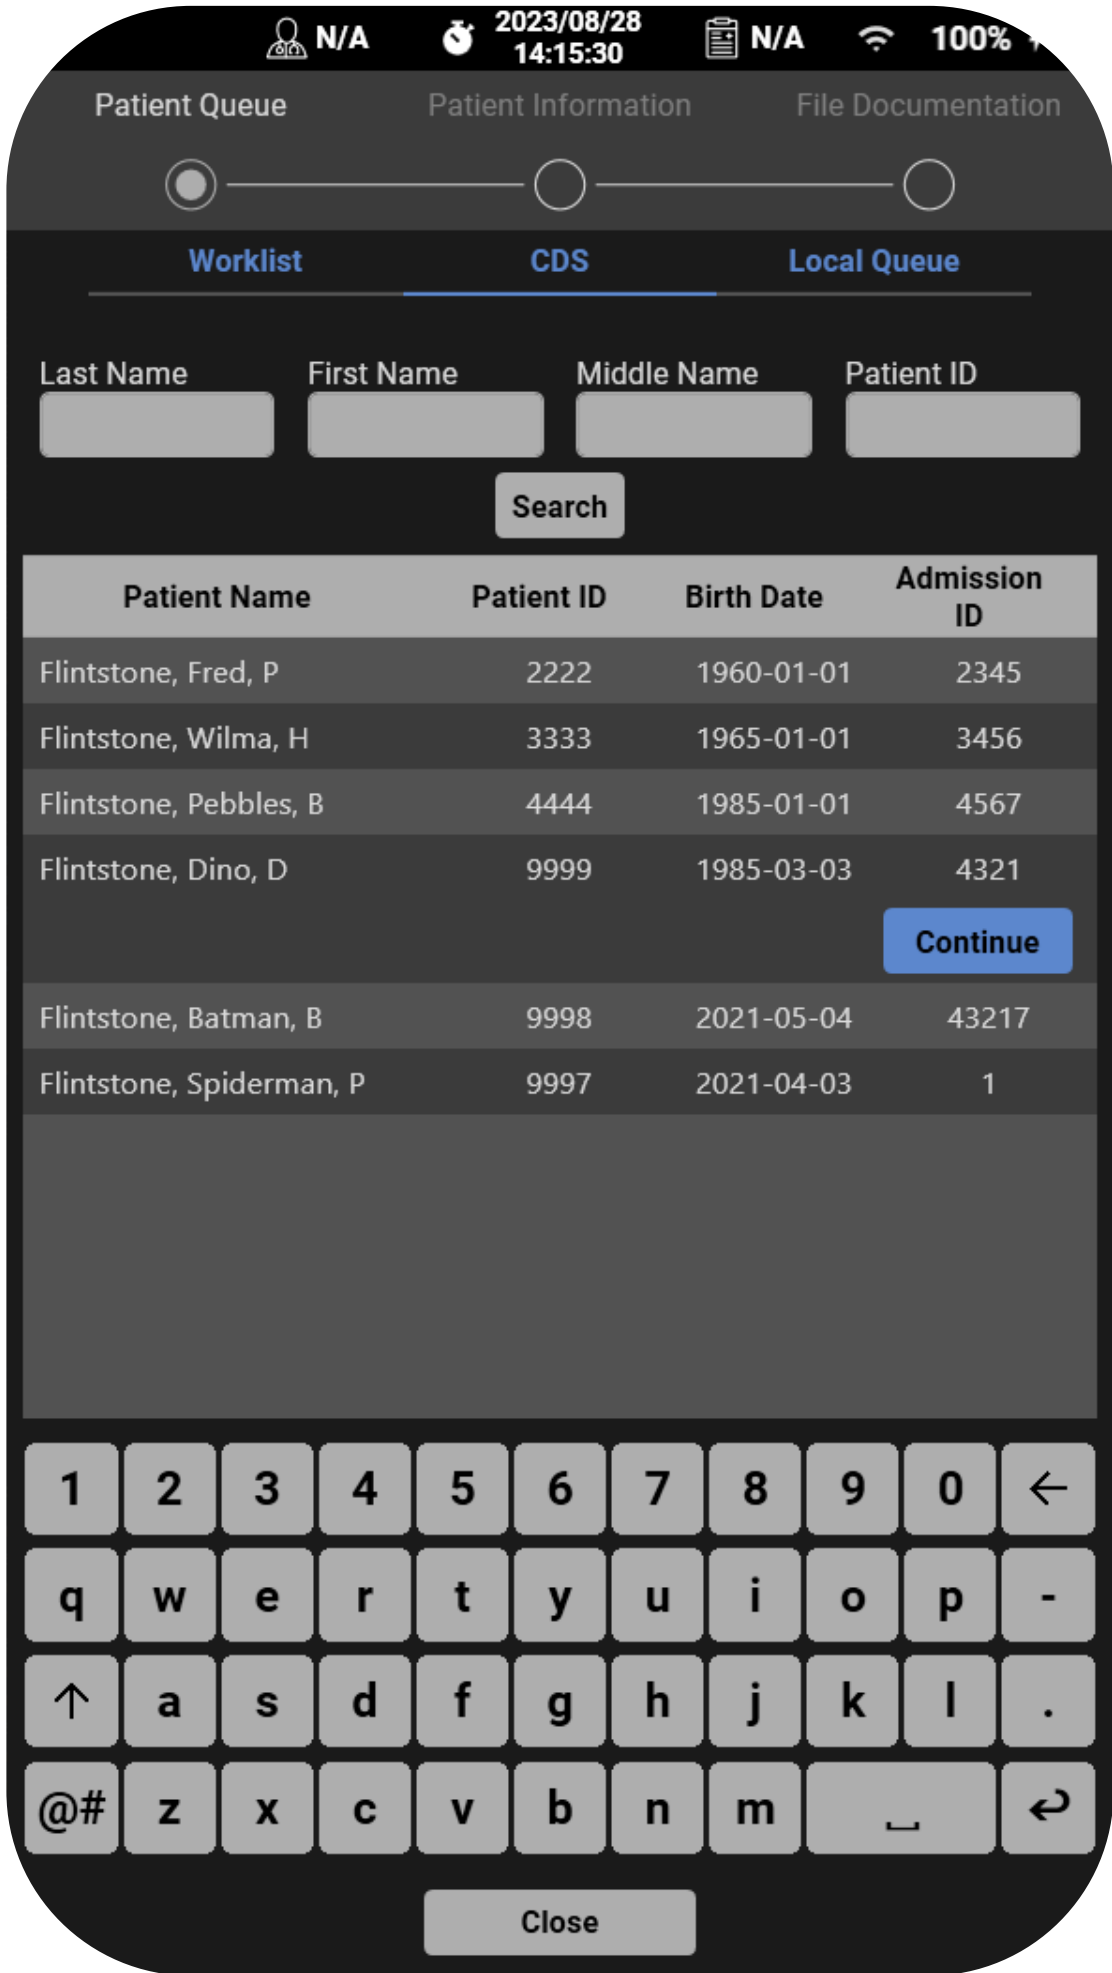 N/A 2023/08/28 N/A 100%
14:15:30
Patient Queue Patient Information File Documentation
Worklist CDS Local Queue
Last Name First Name Middle Name Patient ID
Search
Patient Name Patient ID Birth Date Admission ID
Flintstone, Fred, P 2222 1960-01-01 2345
Flintstone, Wilma, H 3333 1965-01-01 3456
Flintstone, Pebbles, B 4444 1985-01-01 4567
Flintstone, Dino, D 9999 1985-03-03 4321
Continue
Flintstone, Batman, B 9998 2021-05-04 43217
Flintstone, Spiderman, P 9997 2021-04-03 1
1 2 3 4 5 6 7 8 9 0 ←
q w e r t y u i o p -
↑ a s d f g h j k l .
@# z x c v b n m
Close